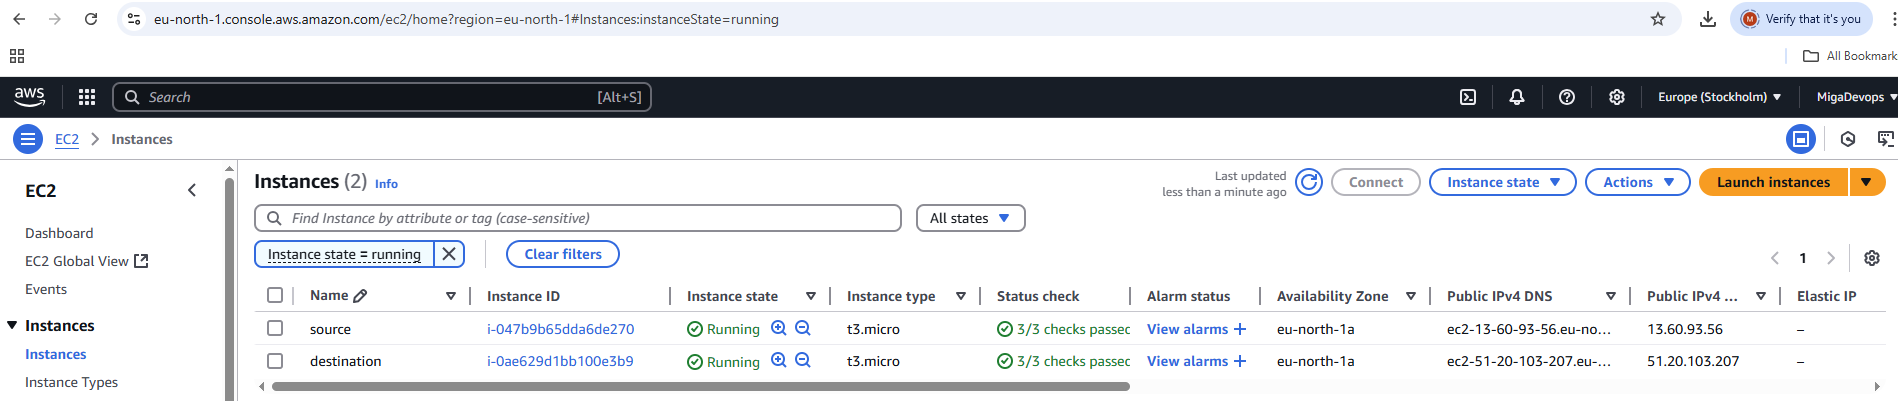 eu-north-1.console.aws.amazon.com/ec2/home?region=eu-north-1#Instances:instanceState=running
M Verify that it's you
All Bookmark
aws Search [Alt+S] Europe (Stockholm) MigaDevops
EC2 Instances
EC2
Dashboard
EC2 Global View
Events
Instances
Instances
Instance Types
Instances (2) Info
Last updated
less than a minute ago
Connect Instance state Actions Launch instances
Find Instance by attribute or tag (case-sensitive) All states
Instance state = running Clear filters 1
Name Instance ID Instance state Instance type Status check Alarm status Availability Zone Public IPv4 DNS Public IPv4 ... Elastic IP
source i-047b9b65dda6de270 Running t3.micro 3/3 checks passec View alarms + eu-north-1a ec2-13-60-93-56.eu-no... 13.60.93.56 –
destination i-0ae629d1bb100e3b9 Running t3.micro 3/3 checks passec View alarms + eu-north-1a ec2-51-20-103-207.eu-... 51.20.103.207 –